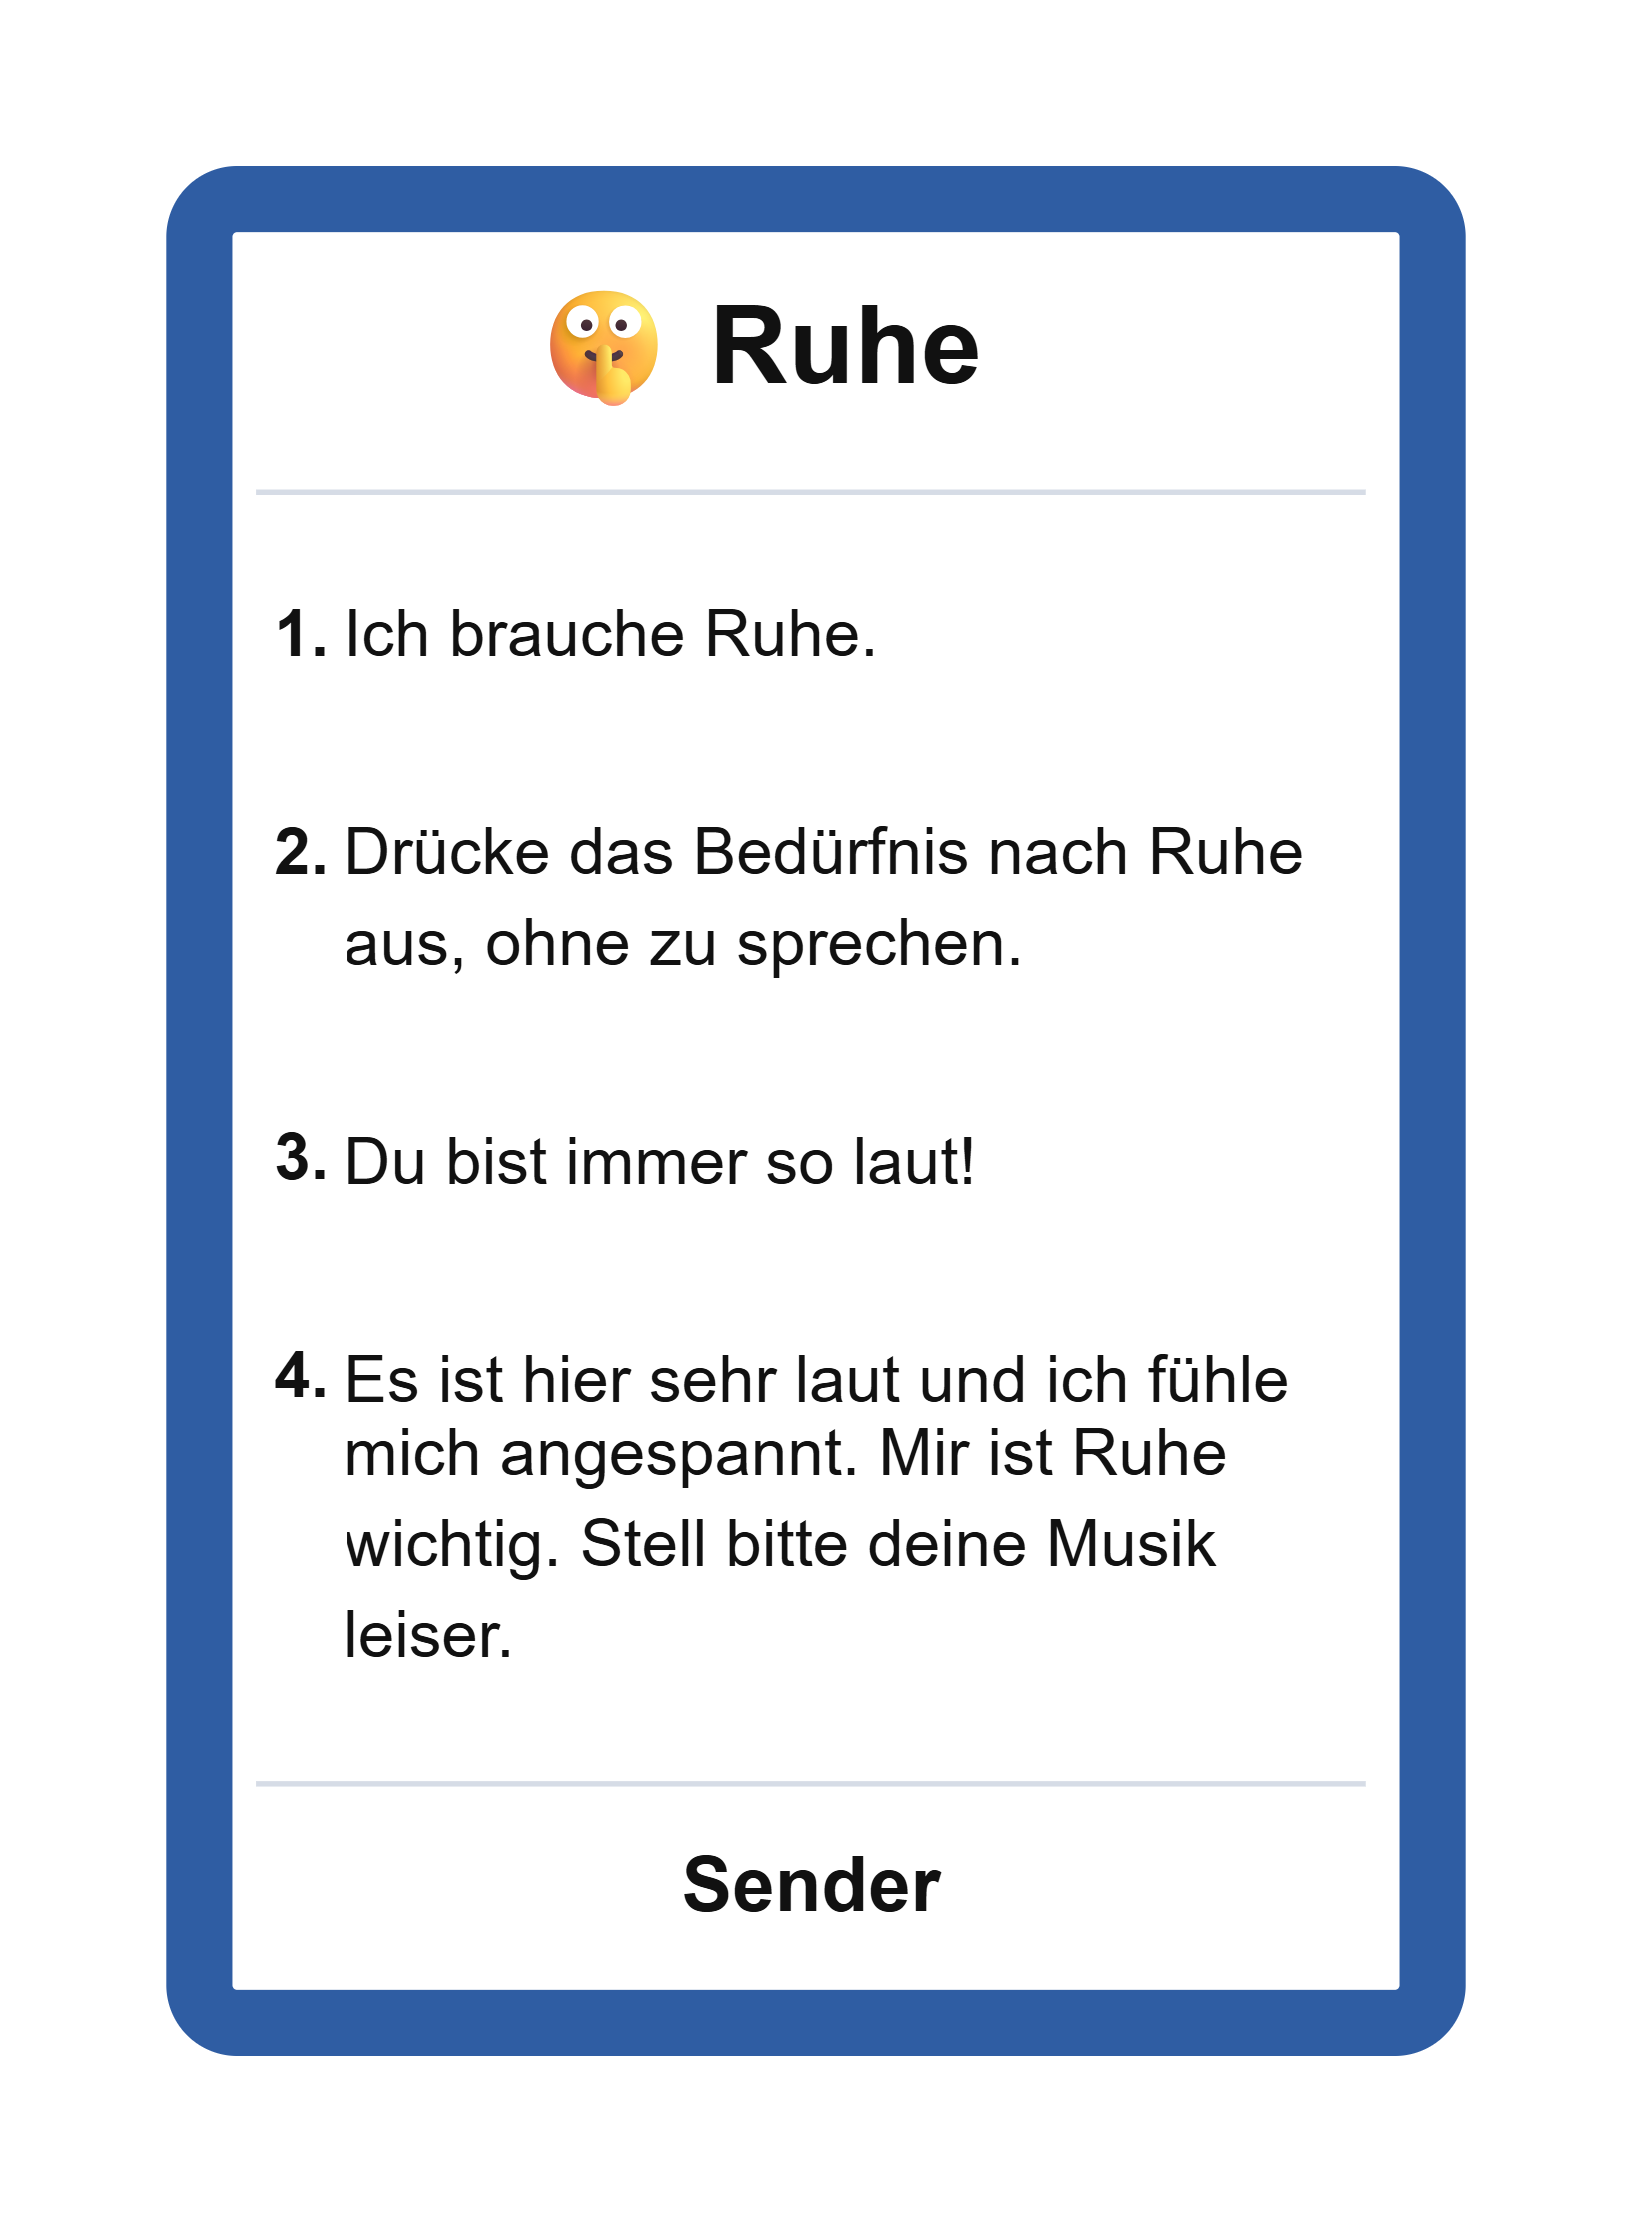 Ruhe
1. Ich brauche Ruhe.
2. Drücke das Bedürfnis nach Ruhe
aus, ohne zu sprechen.
3. Du bist immer so laut!
4. Es ist hier sehr laut und ich fühle
mich angespannt. Mir ist Ruhe
wichtig. Stell bitte deine Musik
leiser.
Sender